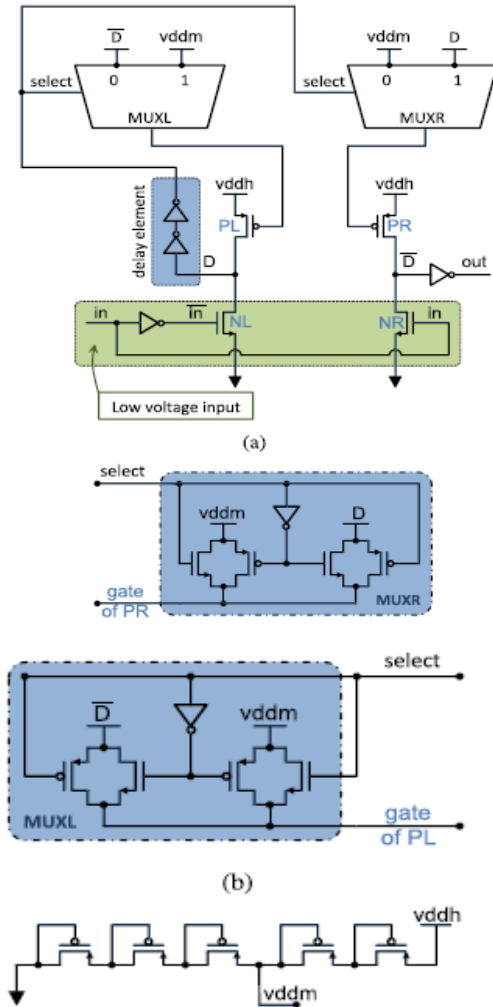 D̅ vddm vddm D
select 0 1 select 0 1
MUXL MUXR
vddh vddh
PL PR
delay element
D D̅ out
in i̅n̅ NL NR in
Low voltage input
(a)
select
vddm D
gate
of PR
MUXR
select
D̅ vddm
MUXL
gate
of PL
(b)
vddh
vddm